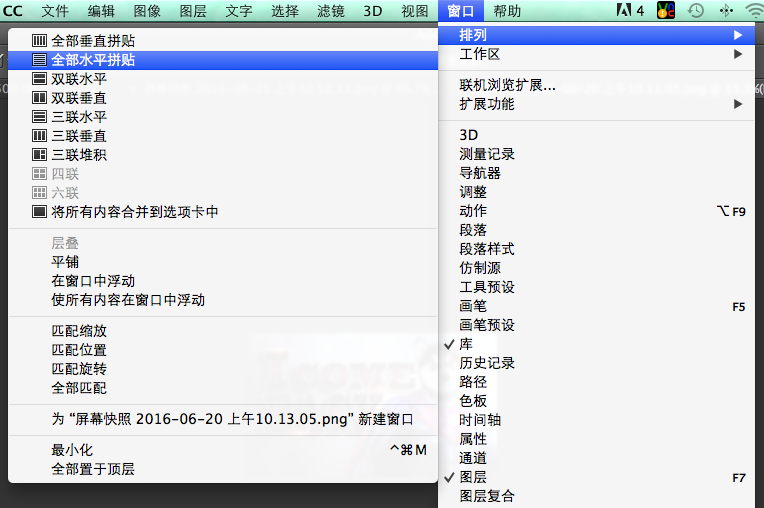 CC 文件 编辑 图像 图层 文字 选择 滤镜 3D 视图 窗口 帮助 4
全部垂直拼贴
全部水平拼贴
双联水平
双联垂直
三联水平
三联垂直
三联堆积
四联
六联
将所有内容合并到选项卡中
层叠
平铺
在窗口中浮动
使所有内容在窗口中浮动
匹配缩放
匹配位置
匹配旋转
全部匹配
为 “屏幕快照 2016-06-20 上午10.13.05.png” 新建窗口
最小化 ^⌘M
全部置于顶层
排列
工作区
联机浏览扩展...
扩展功能
3D
测量记录
导航器
调整
动作 ⌥F9
段落
段落样式
仿制源
工具预设
画笔 F5
画笔预设
库
历史记录
路径
色板
时间轴
属性
通道
图层 F7
图层复合